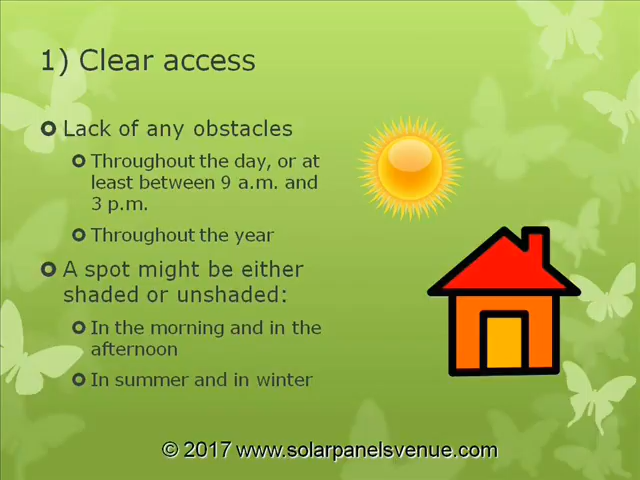 1) Clear access
Lack of any obstacles
Throughout the day, or at
least between 9 a.m. and
3 p.m.
Throughout the year
A spot might be either
shaded or unshaded:
In the morning and in the
afternoon
In summer and in winter
© 2017 www.solarpanelsvenue.com